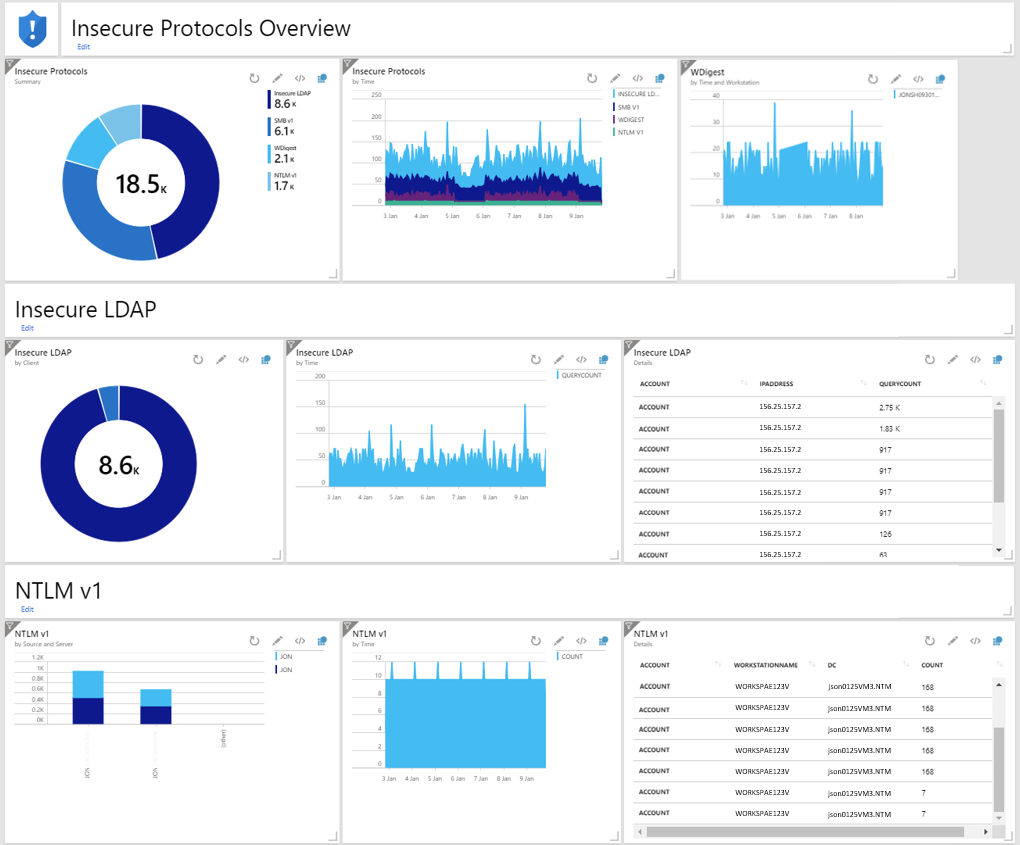 Insecure Protocols Overview
Edit
Insecure Protocols
Summary
18.5K
Insecure LDAP
8.6 K
SMB v1
6.1 K
WDigest
2.1 K
NTLM v1
1.7 K
Insecure Protocols
by Time
250
200
150
100
50
0
3 Jan 4 Jan 5 Jan 6 Jan 7 Jan 8 Jan 9 Jan
INSECURE LD...
SMB V1
WDIGEST
NTLM V1
WDigest
by Time and Workstation
40
30
20
10
0
3 Jan 4 Jan 5 Jan 6 Jan 7 Jan 8 Jan
JONSH09301...
Insecure LDAP
Edit
Insecure LDAP
by Client
8.6K
Insecure LDAP
by Time
200
150
100
50
0
3 Jan 4 Jan 5 Jan 6 Jan 7 Jan 8 Jan 9 Jan
QUERYCOUNT
Insecure LDAP
Details
ACCOUNT IPADDRESS QUERYCOUNT
ACCOUNT 156.25.157.2 2.75 K
ACCOUNT 156.25.157.2 1.83 K
ACCOUNT 156.25.157.2 917
ACCOUNT 156.25.157.2 917
ACCOUNT 156.25.157.2 917
ACCOUNT 156.25.157.2 917
ACCOUNT 156.25.157.2 126
ACCOUNT 156.25.157.2 63
NTLM v1
Edit
NTLM v1
by Source and Server
1.2K
1K
0.8K
0.6K
0.4K
0.2K
0K
JON
JON
(other)
JON
JON
NTLM v1
by Time
12
10
8
6
4
2
0
3 Jan 4 Jan 5 Jan 6 Jan 7 Jan 8 Jan 9 Jan
COUNT
NTLM v1
Details
ACCOUNT WORKSTATIONNAME DC COUNT
ACCOUNT WORKSPAE123V json0125VM3.NTM 168
ACCOUNT WORKSPAE123V json0125VM3.NTM 168
ACCOUNT WORKSPAE123V json0125VM3.NTM 168
ACCOUNT WORKSPAE123V json0125VM3.NTM 168
ACCOUNT WORKSPAE123V json0125VM3.NTM 168
ACCOUNT WORKSPAE123V json0125VM3.NTM 7
ACCOUNT WORKSPAE123V json0125VM3.NTM 7